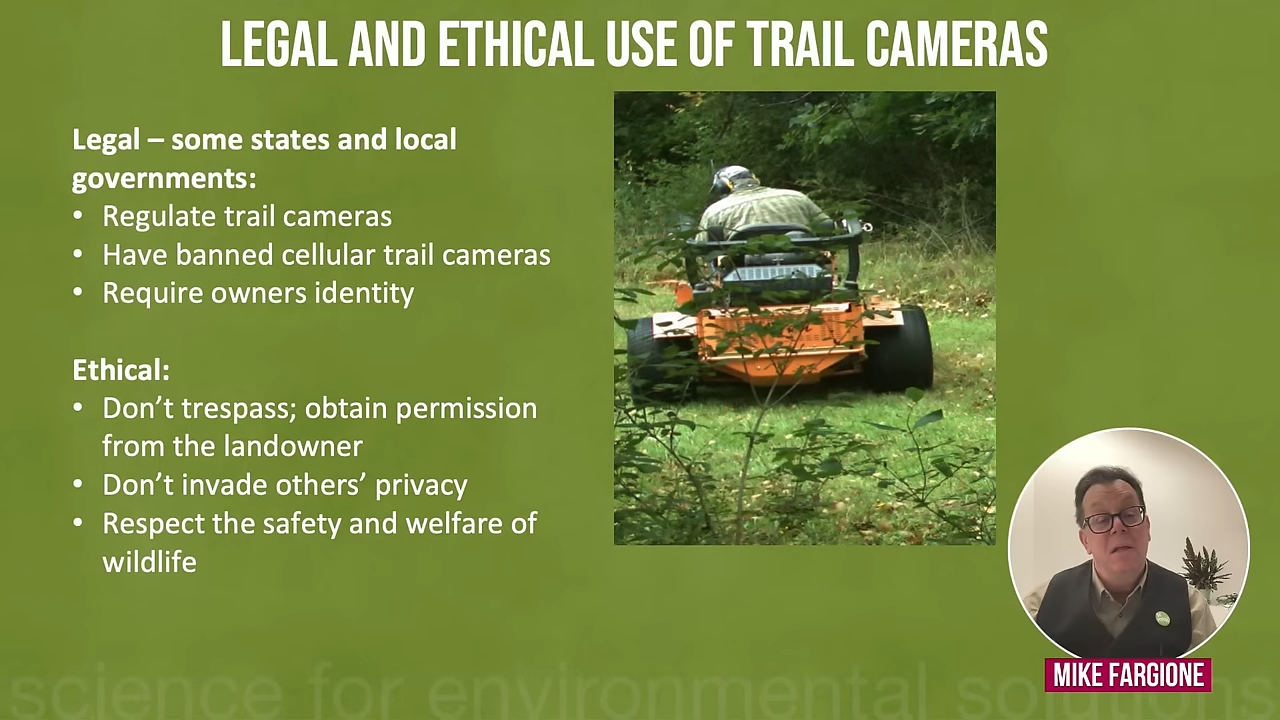 LEGAL AND ETHICAL USE OF TRAIL CAMERAS
Legal – some states and local
governments:
• Regulate trail cameras
• Have banned cellular trail cameras
• Require owners identity
Ethical:
• Don’t trespass; obtain permission
from the landowner
• Don’t invade others’ privacy
• Respect the safety and welfare of
wildlife
MIKE FARGIONE
science for environmental solutions